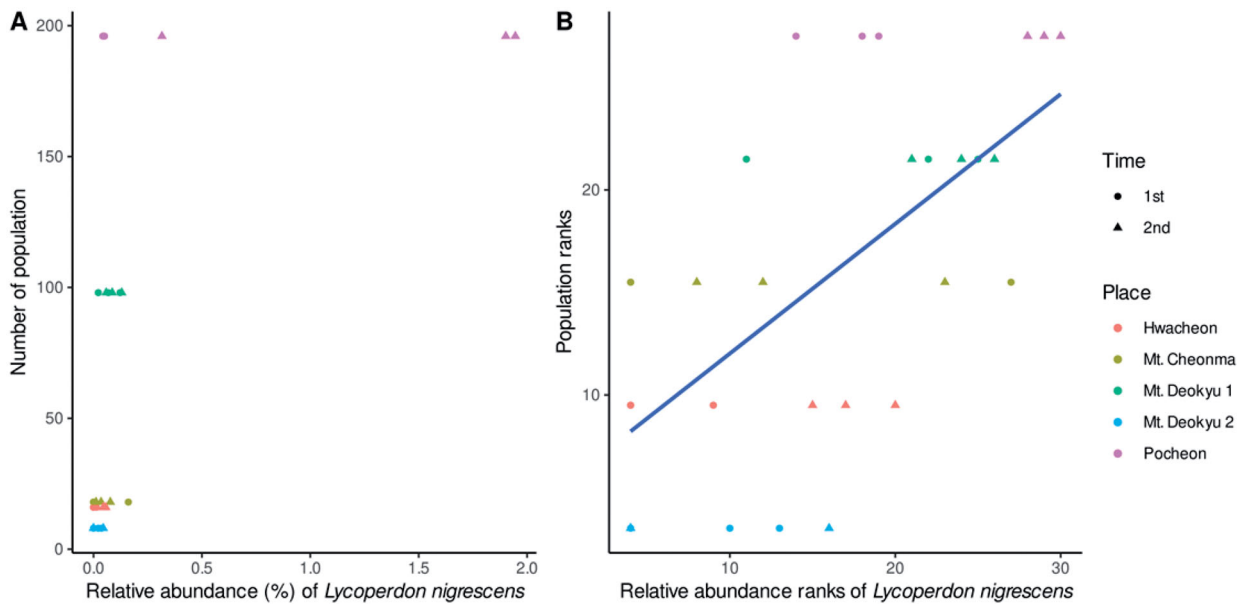 A
Number of population
200
150
100
50
0
0.0 0.5 1.0 1.5 2.0
Relative abundance (%) of Lycoperdon nigrescens
B
Population ranks
20
10
10 20 30
Relative abundance ranks of Lycoperdon nigrescens
Time
1st
2nd
Place
Hwacheon
Mt. Cheonma
Mt. Deokyu 1
Mt. Deokyu 2
Pocheon